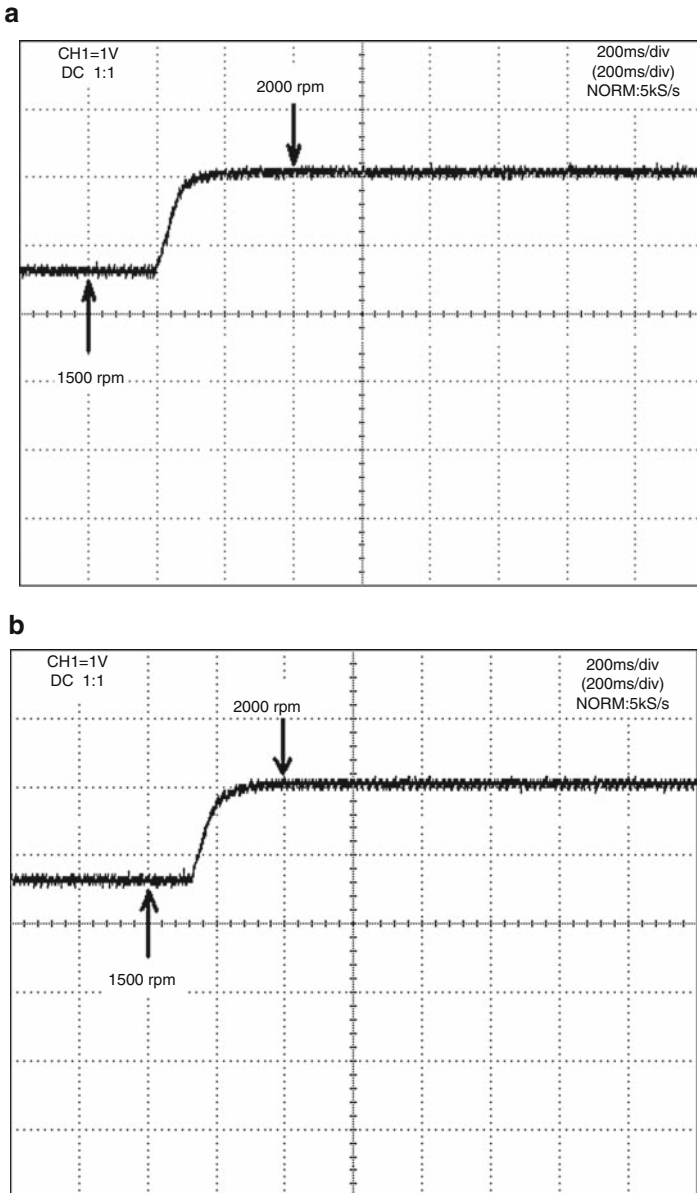 a
CH1=1V
DC 1:1
200ms/div
(200ms/div)
NORM:5kS/s
2000 rpm
1500 rpm
b
CH1=1V
DC 1:1
200ms/div
(200ms/div)
NORM:5kS/s
2000 rpm
1500 rpm